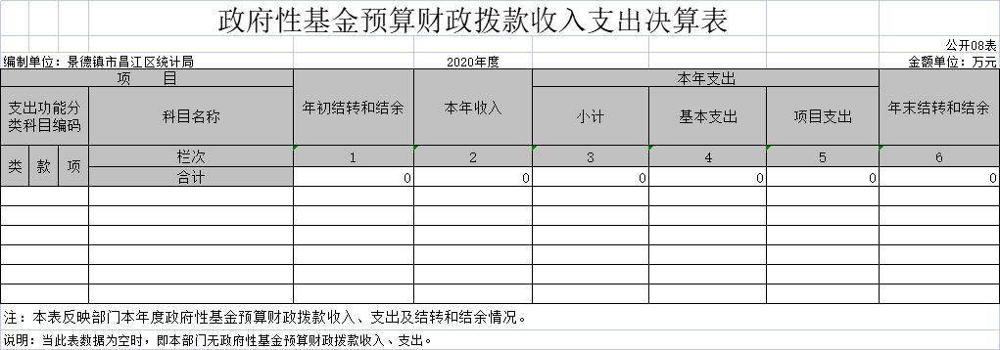 政府性基金预算财政拨款收入支出决算表
公开08表
编制单位：景德镇市昌江区统计局 2020年度 金额单位：万元
项 目 年初结转和结余 本年收入 本年支出 年末结转和结余
支出功能分类科目编码 科目名称 小计 基本支出 项目支出
类 款 项 栏次 1 2 3 4 5 6
合计 0 0 0 0 0 0
注：本表反映部门本年度政府性基金预算财政拨款收入、支出及结转和结余情况。
说明：当此表数据为空时，即本部门无政府性基金预算财政拨款收入、支出。